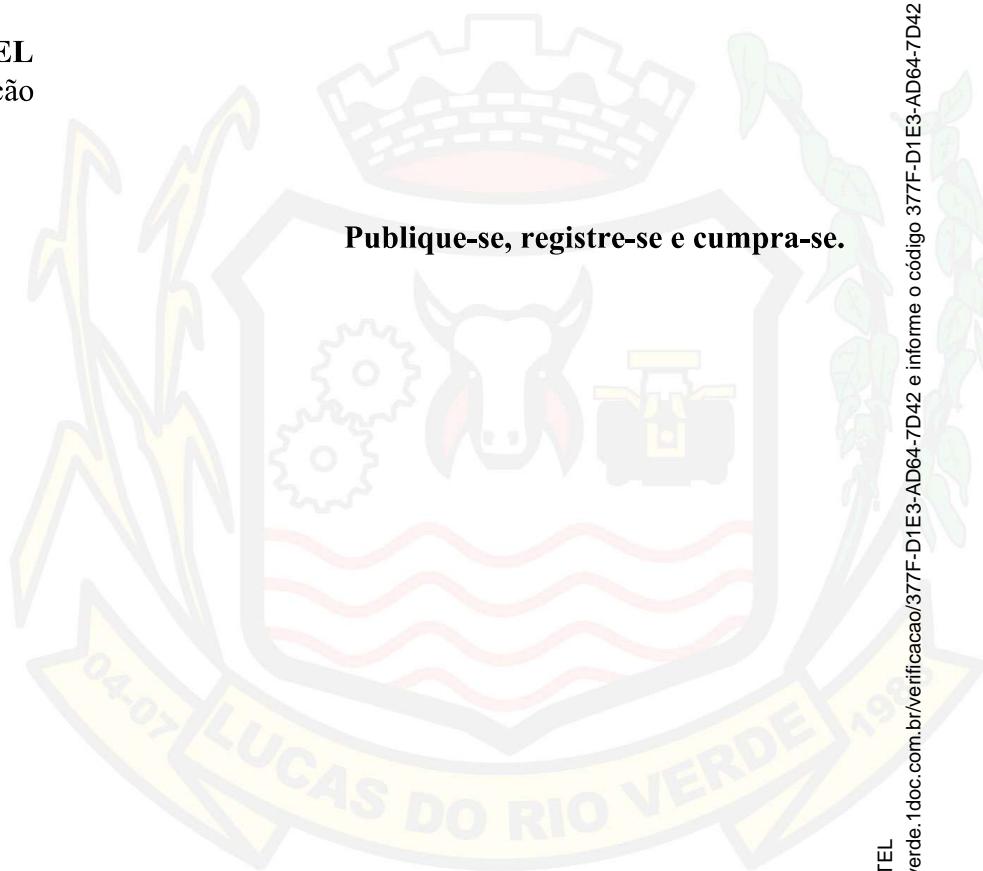 EL
ção
Publique-se, registre-se e cumpra-se.
04-07
LUCAS DO RIO VERDE
1988
TEL
verde.1doc.com.br/verificacao/377F-D1E3-AD64-7D42 e informe o código 377F-D1E3-AD64-7D42